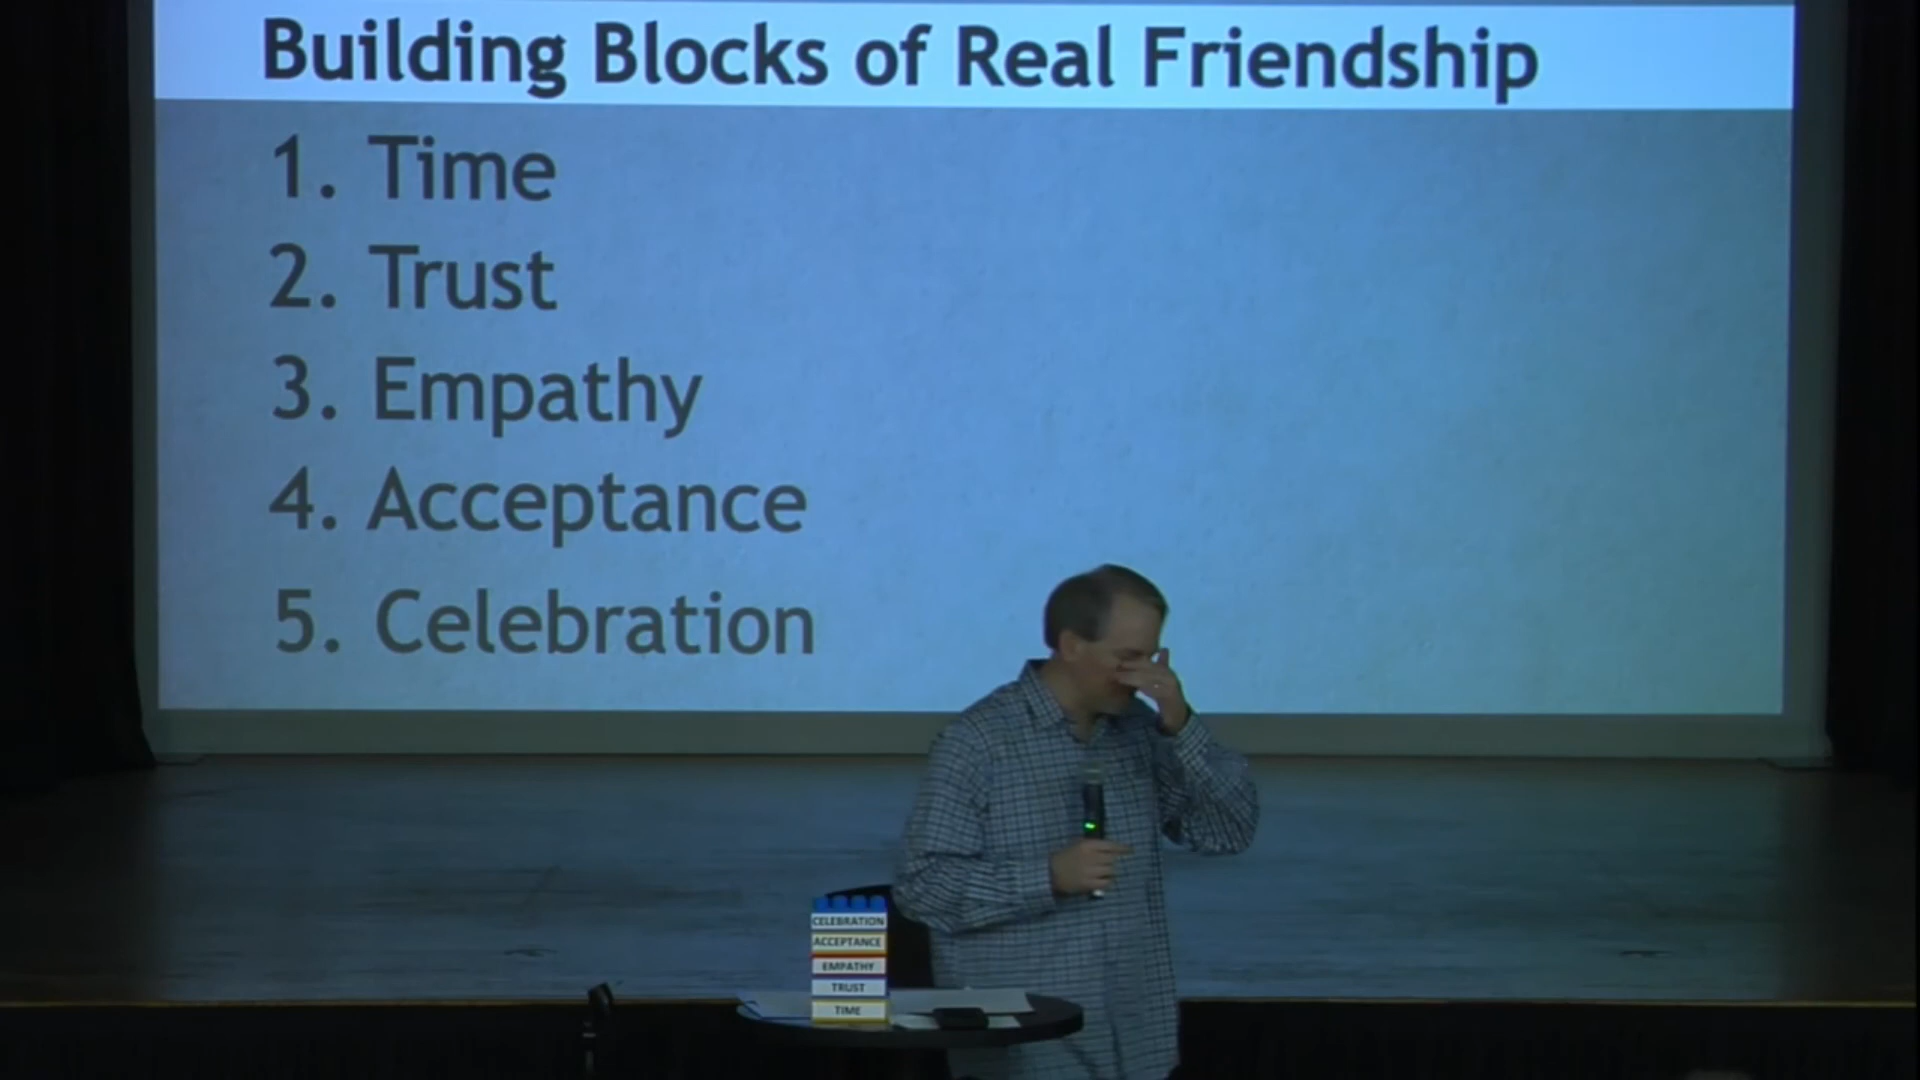 Building Blocks of Real Friendship
1. Time
2. Trust
3. Empathy
4. Acceptance
5. Celebration
CELEBRATION
ACCEPTANCE
EMPATHY
TRUST
TIME